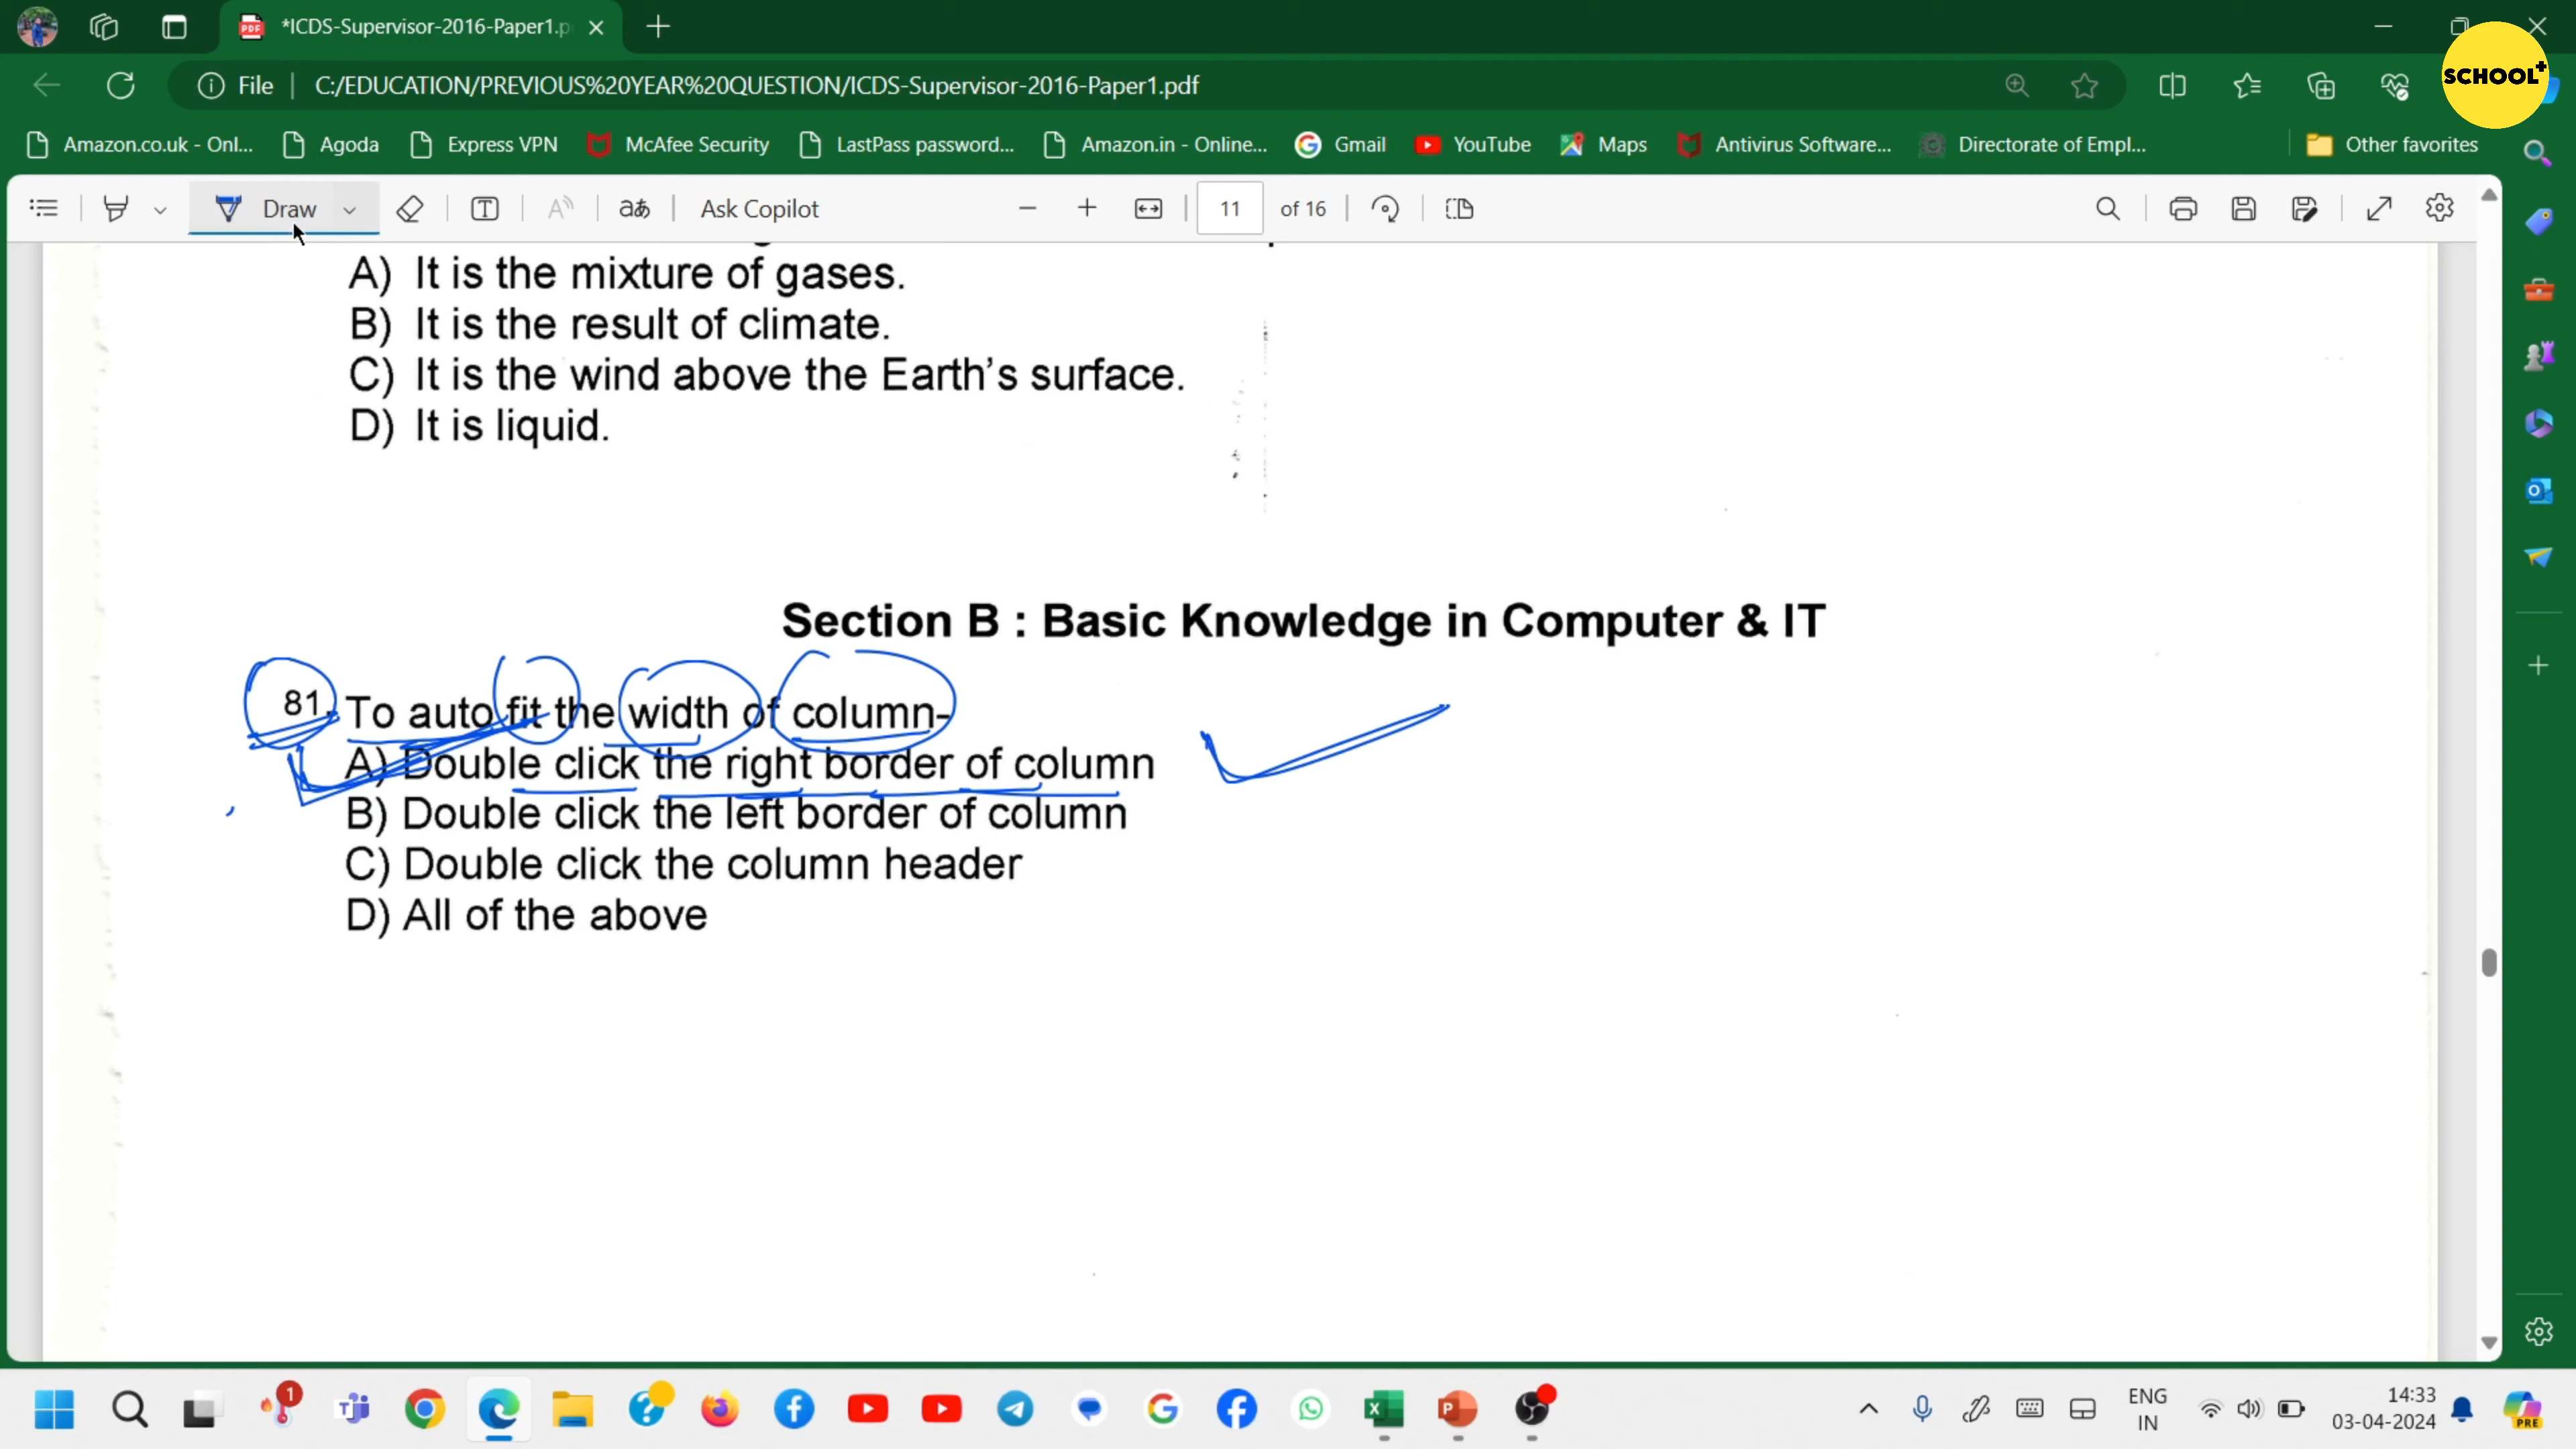 *ICDS-Supervisor-2016-Paper1.p
SCHOOL+
File C:/EDUCATION/PREVIOUS%20YEAR%20QUESTION/ICDS-Supervisor-2016-Paper1.pdf
Amazon.co.uk - Onl... Agoda Express VPN McAfee Security LastPass password... Amazon.in - Online... Gmail YouTube Maps Antivirus Software... Directorate of Empl... Other favorites
Draw Ask Copilot 11 of 16
A) It is the mixture of gases.
B) It is the result of climate.
C) It is the wind above the Earth's surface.
D) It is liquid.
Section B : Basic Knowledge in Computer & IT
81. To auto fit the width of column-
A) Double click the right border of column
B) Double click the left border of column
C) Double click the column header
D) All of the above
1
ENG
IN
14:33
03-04-2024
PRE